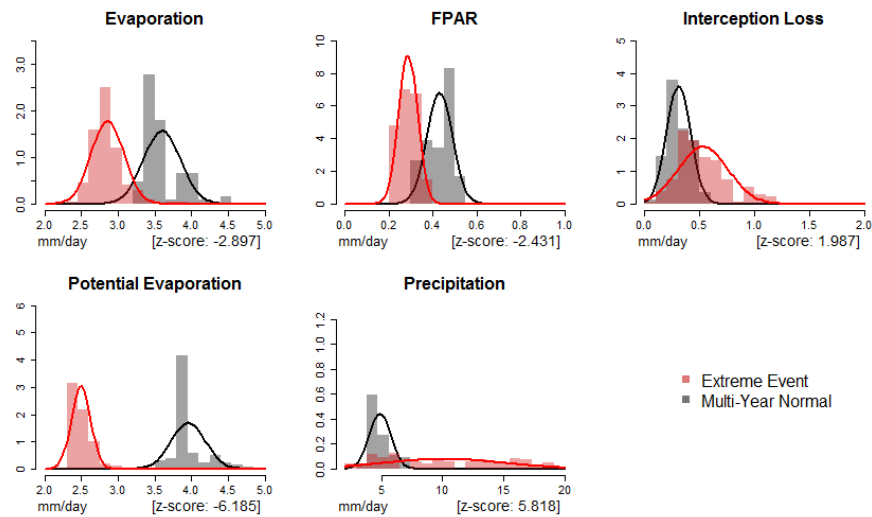 Evaporation
FPAR
Interception Loss
3.0
2.0
1.0
0.0
10
8
6
4
2
0
5
4
3
2
1
0
2.0 2.5 3.0 3.5 4.0 4.5 5.0
0.0 0.2 0.4 0.6 0.8 1.0
0.0 0.5 1.0 1.5 2.0
mm/day [z-score: -2.897]
[z-score: -2.431]
mm/day [z-score: 1.987]
Potential Evaporation
Precipitation
6
5
4
3
2
1
0
1.2
1.0
0.8
0.6
0.4
0.2
0.0
Extreme Event
Multi-Year Normal
2.0 2.5 3.0 3.5 4.0 4.5 5.0
5 10 15 20
mm/day [z-score: -6.185]
mm/day [z-score: 5.818]